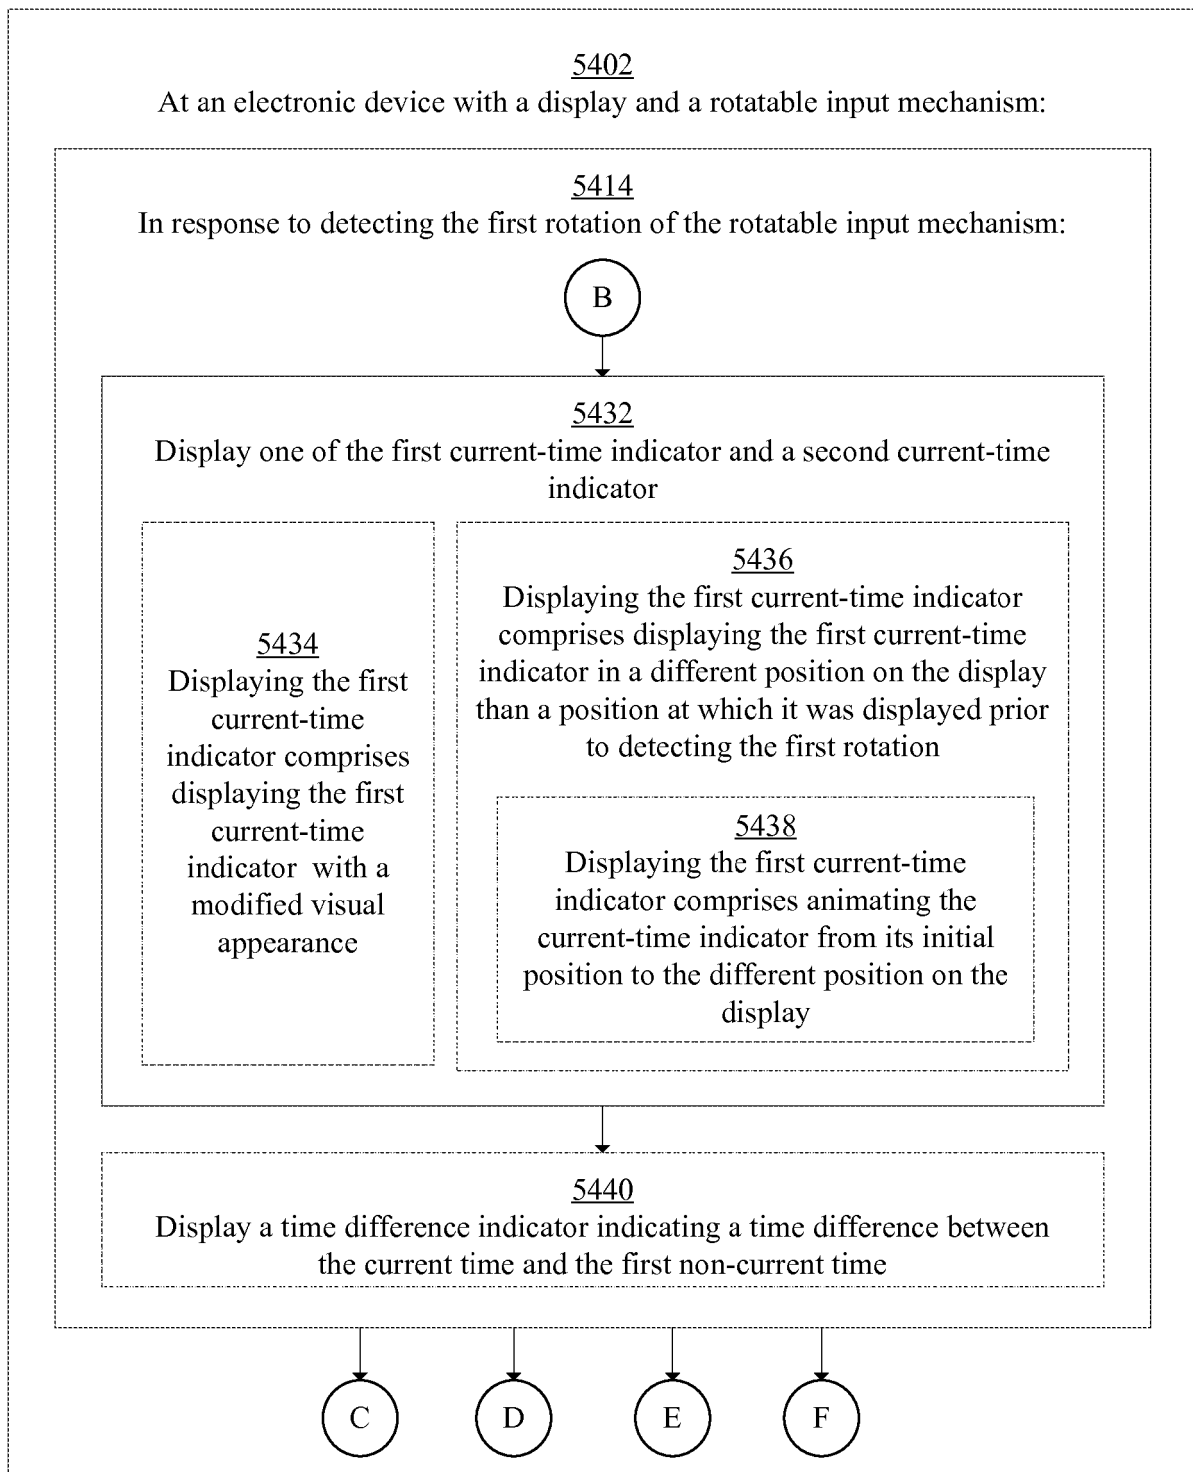 5402
At an electronic device with a display and a rotatable input mechanism:
5414
In response to detecting the first rotation of the rotatable input mechanism:
B
5432
Display one of the first current-time indicator and a second current-time
indicator
5434
Displaying the first
current-time
indicator comprises
displaying the first
current-time
indicator with a
modified visual
appearance
5436
Displaying the first current-time indicator
comprises displaying the first current-time
indicator in a different position on the display
than a position at which it was displayed prior
to detecting the first rotation
5438
Displaying the first current-time
indicator comprises animating the
current-time indicator from its initial
position to the different position on the
display
5440
Display a time difference indicator indicating a time difference between
the current time and the first non-current time
C
D
E
F